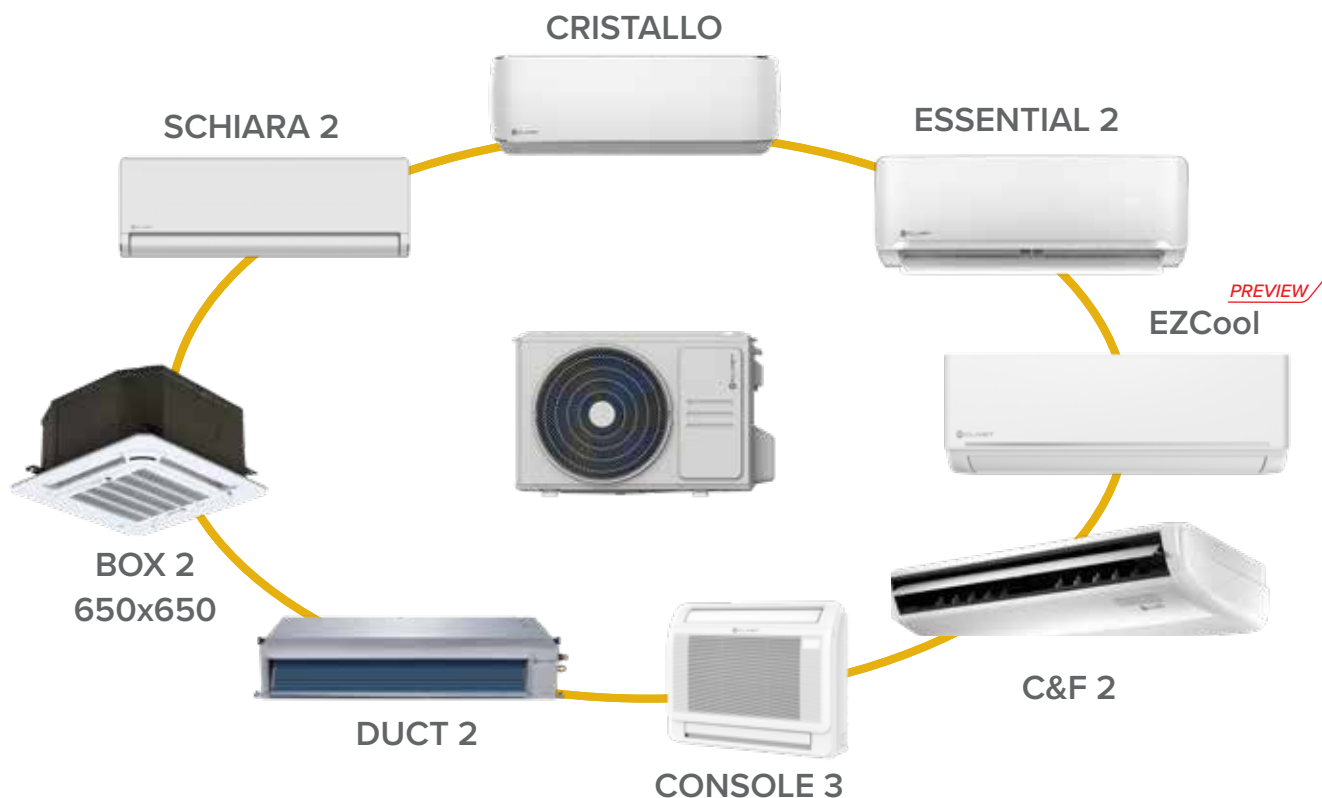 CRISTALLO
SCHIARA 2
ESSENTIAL 2
PREVIEW
EZCool
BOX 2
650x650
C&F 2
DUCT 2
CONSOLE 3